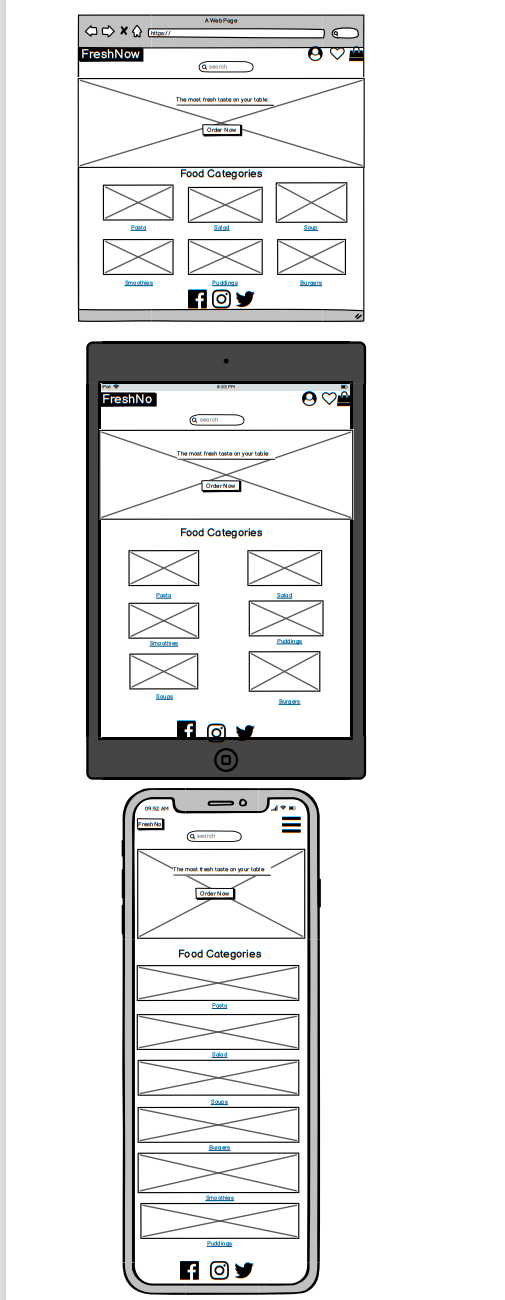 A Web Page
https://
FreshNow
search
The most fresh taste on your table
Order Now
Food Categories
Pasta Salad Soup
Smoothies Puddings Burgers
iPad 6:33 PM
FreshNo
search
The most fresh taste on your table
Order Now
Food Categories
Pasta Salad
Smoothies Puddings
Soups Burgers
09:52 AM
FreshNo
search
The most fresh taste on your table
Order Now
Food Categories
Pasta
Salad
Soups
Burgers
Smoothies
Puddings